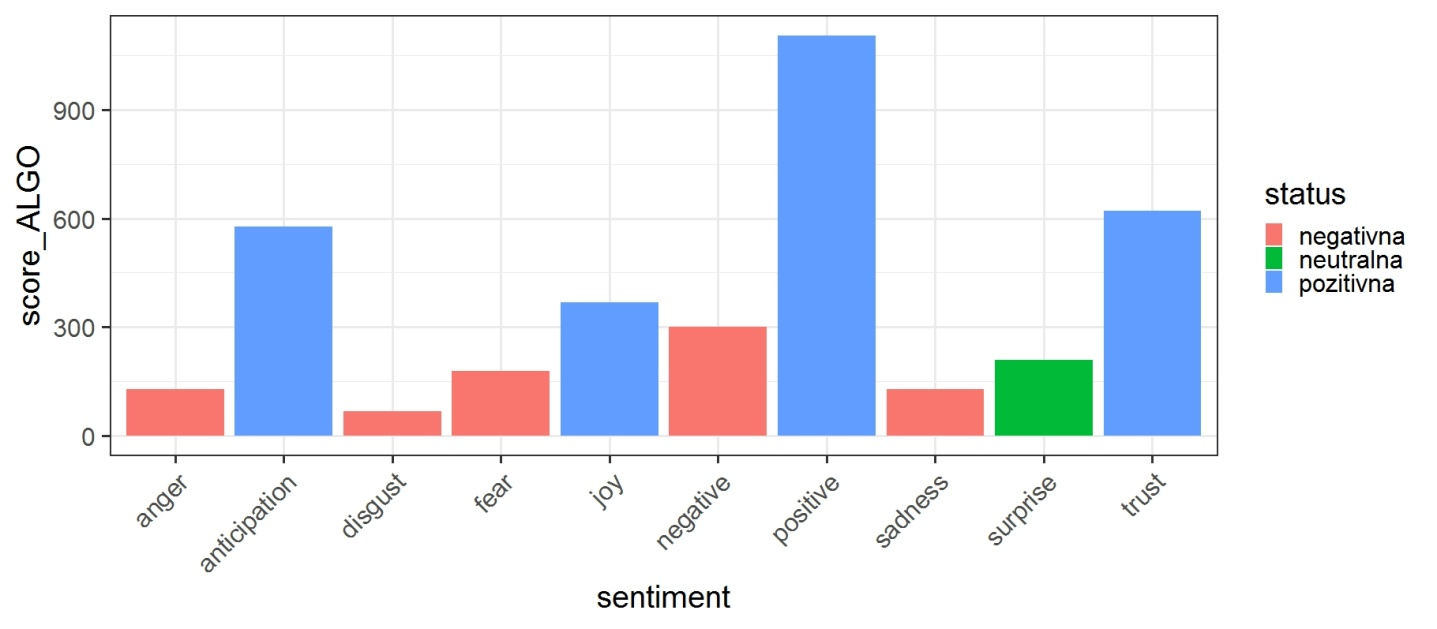 score_ALGO
900
600
300
0
anger
anticipation
disgust
fear
joy
negative
positive
sadness
surprise
trust
sentiment
status
negativna
neutralna
pozitivna